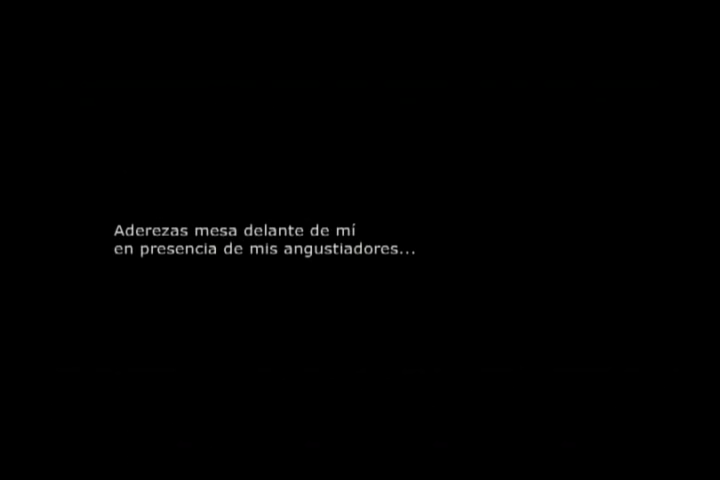 Aderezas mesa delante de mí
en presencia de mis angustiadores...